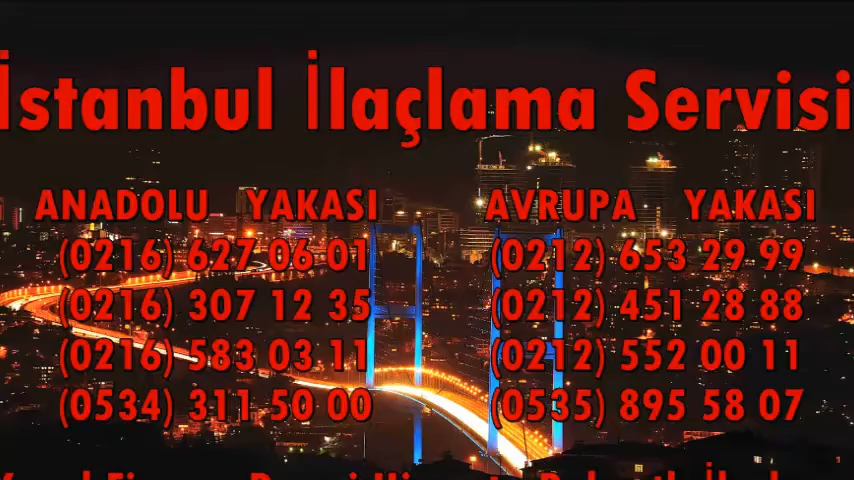 İstanbul İlaçlama Servisi
ANADOLU YAKASI
(0216) 627 06 01
(0216) 307 12 35
(0216) 583 03 11
(0534) 311 50 00
AVRUPA YAKASI
(0212) 653 29 99
(0212) 451 28 88
(0212) 552 00 11
(0535) 895 58 07